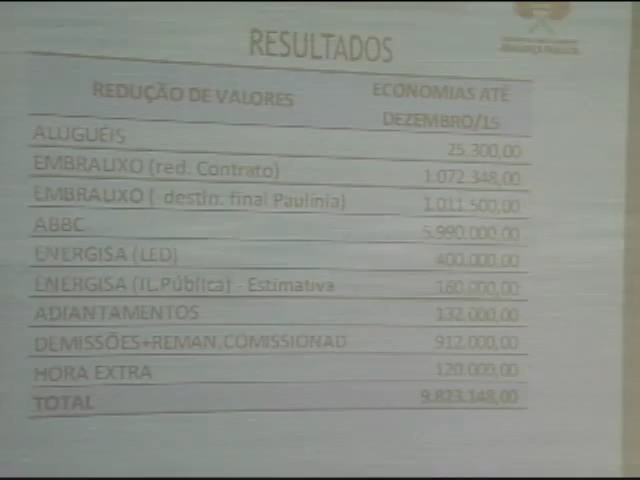 RESULTADOS
REDUÇÃO DE VALORES
ECONOMIAS ATÉ
DEZEMBRO/15
ALUGUÉIS 25.300,00
EMBRALIXO (red. Contrato) 1.072.348,00
EMBRALIXO ( destin. final Paulínia) 1.011.500,00
ABBC 5.990.000,00
ENERGISA (LED) 400.000,00
ENERGISA (IL.Pública) - Estimativa 160.000,00
ADIANTAMENTOS 132.000,00
DEMISSÕES+REMAN.COMISSIONAD 912.000,00
HORA EXTRA 120.000,00
TOTAL 9.823.148,00